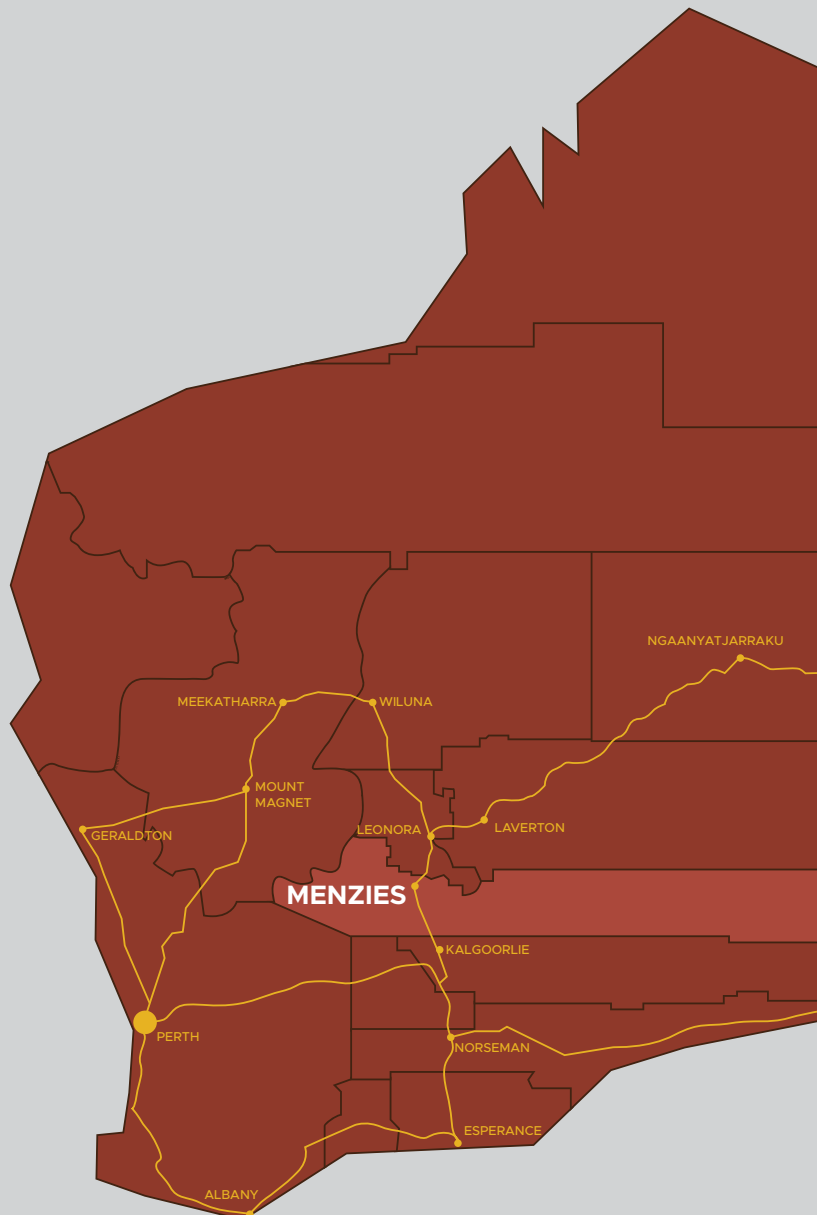 NGAANYATJARRAKU
MEEKATHARRA
WILUNA
MOUNT
MAGNET
GERALDTON
LEONORA
LAVERTON
MENZIES
KALGOORLIE
PERTH
NORSEMAN
ESPERANCE
ALBANY